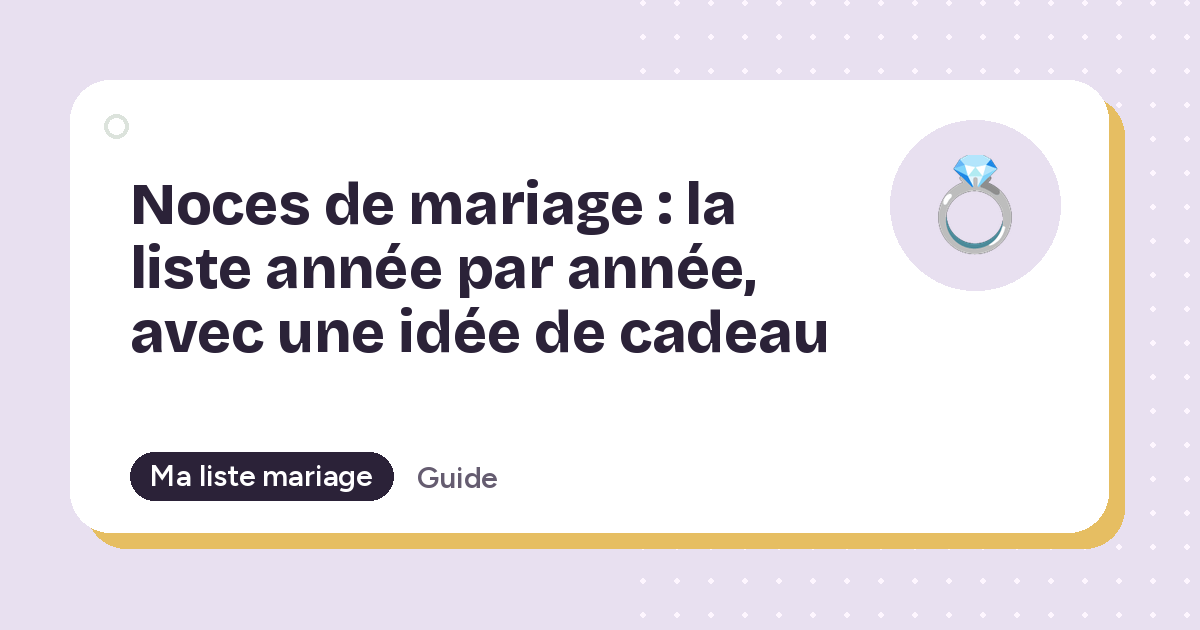 Noces de mariage : la
liste année par année,
avec une idée de cadeau
Ma liste mariage
Guide